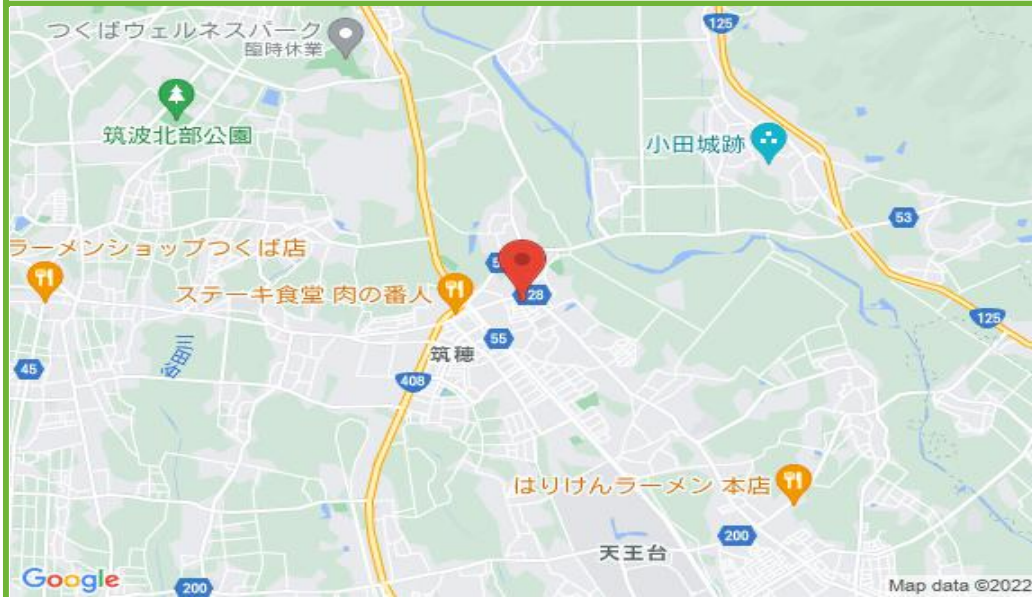 つくばウェルネスパーク
臨時休業
125
筑波北部公園
小田城跡
53
ラーメンショップつくば店
ステーキ食堂 肉の番人
28
125
55
筑穂
45
408
はりけんラーメン 本店
200
天王台
Google
200
Map data ©2022